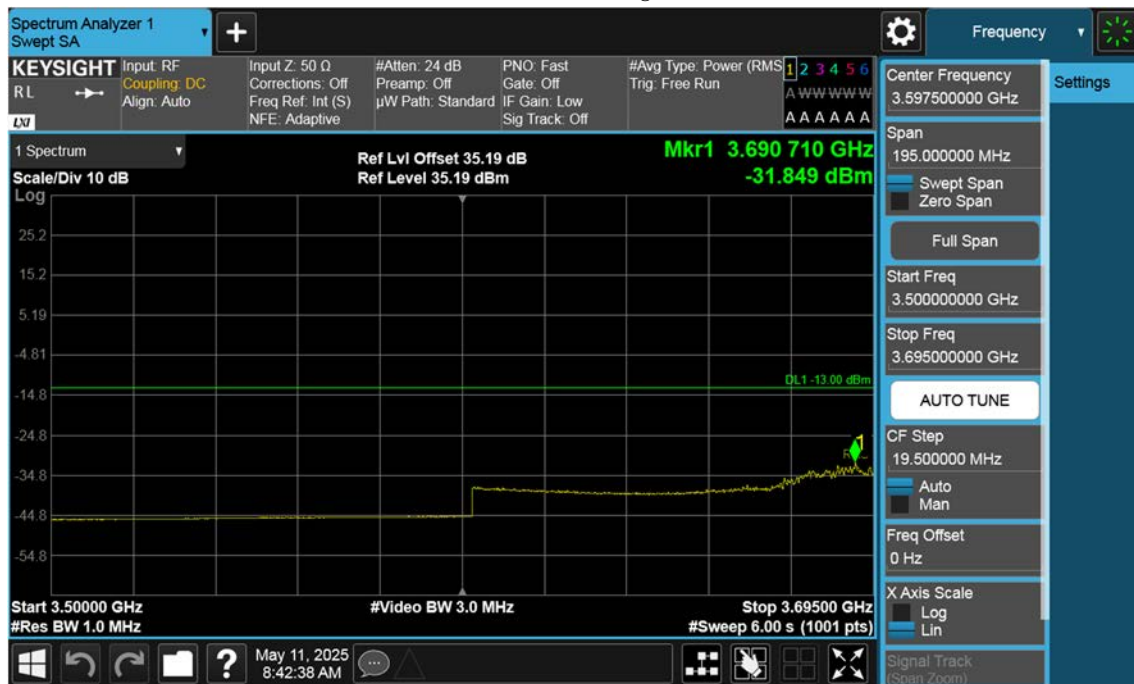 Spectrum Analyzer 1
Swept SA
Frequency
KEYSIGHT
RL
LXI
Input: RF
Coupling: DC
Align: Auto
Input Z: 50 Ω
Corrections: Off
Freq Ref: Int (S)
NFE: Adaptive
#Atten: 24 dB
Preamp: Off
µW Path: Standard
PNO: Fast
Gate: Off
IF Gain: Low
Sig Track: Off
#Avg Type: Power (RMS
Trig: Free Run
1 2 3 4 5 6
A W W W W W
A A A A A A
1 Spectrum
Scale/Div 10 dB
Log
Ref Lvl Offset 35.19 dB
Ref Level 35.19 dBm
Mkr1 3.690 710 GHz
-31.849 dBm
25.2
15.2
5.19
-4.81
-14.8
-24.8
-34.8
-44.8
-54.8
DL1 -13.00 dBm
1
Start 3.50000 GHz
#Res BW 1.0 MHz
#Video BW 3.0 MHz
Stop 3.69500 GHz
#Sweep 6.00 s (1001 pts)
Center Frequency
3.597500000 GHz
Span
195.000000 MHz
Swept Span
Zero Span
Full Span
Start Freq
3.500000000 GHz
Stop Freq
3.695000000 GHz
AUTO TUNE
CF Step
19.500000 MHz
Auto
Man
Freq Offset
0 Hz
X Axis Scale
Log
Lin
Signal Track
(Span Zoom)
Settings
?
May 11, 2025
8:42:38 AM